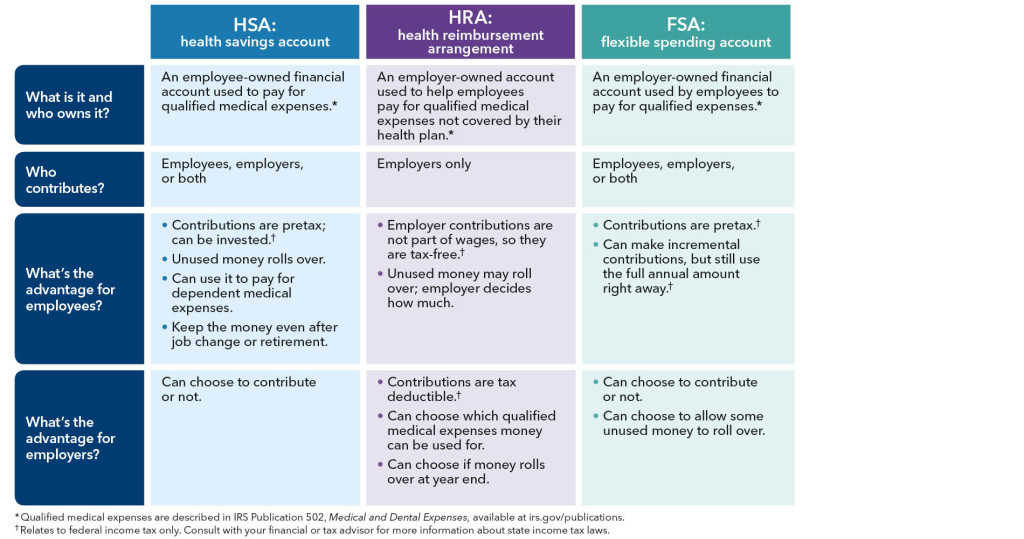 HSA:
health savings account
HRA:
health reimbursement
arrangement
FSA:
flexible spending account
What is it and
who owns it?
An employee-owned financial
account used to pay for
qualified medical expenses.*
An employer-owned account
used to help employees
pay for qualified medical
expenses not covered by their
health plan.*
An employer-owned financial
account used by employees to
pay for qualified expenses.*
Who
contributes?
Employees, employers,
or both
Employers only
Employees, employers,
or both
What's the
advantage for
employees?
• Contributions are pretax;
can be invested.†
• Unused money rolls over.
• Can use it to pay for
dependent medical
expenses.
• Keep the money even after
job change or retirement.
• Employer contributions are
not part of wages, so they
are tax-free.†
• Unused money may roll
over; employer decides
how much.
• Contributions are pretax.†
• Can make incremental
contributions, but still use
the full annual amount
right away.†
What's the
advantage for
employers?
Can choose to contribute
or not.
• Contributions are tax
deductible.†
• Can choose which qualified
medical expenses money
can be used for.
• Can choose if money rolls
over at year end.
• Can choose to contribute
or not.
• Can choose to allow some
unused money to roll over.
*Qualified medical expenses are described in IRS Publication 502, Medical and Dental Expenses, available at irs.gov/publications.
†Relates to federal income tax only. Consult with your financial or tax advisor for more information about state income tax laws.